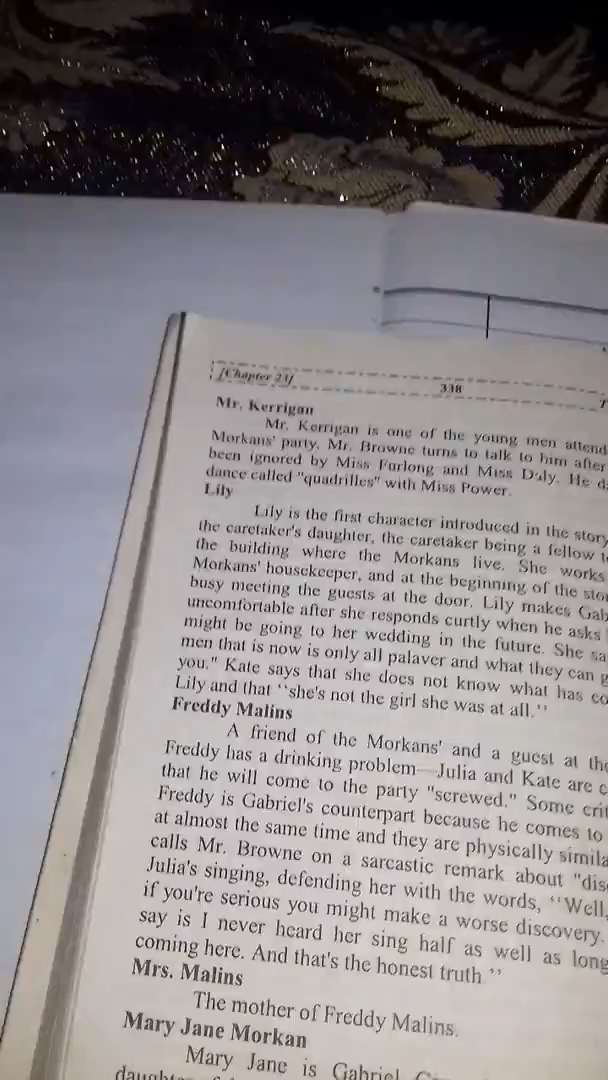 [Chapter 23] 338
Mr. Kerrigan
Mr. Kerrigan is one of the young men attend
Morkans' party. Mr. Browne turns to talk to him after
been ignored by Miss Furlong and Miss Daly. He d
dance called "quadrilles" with Miss Power.
Lily
Lily is the first character introduced in the story
the caretaker's daughter, the caretaker being a fellow t
the building where the Morkans live. She works
Morkans' housekeeper, and at the beginning of the sto
busy meeting the guests at the door. Lily makes Gab
uncomfortable after she responds curtly when he asks
might be going to her wedding in the future. She sa
men that is now is only all palaver and what they can g
you." Kate says that she does not know what has co
Lily and that ''she's not the girl she was at all.''
Freddy Malins
A friend of the Morkans' and a guest at the
Freddy has a drinking problem—Julia and Kate are c
that he will come to the party "screwed." Some crit
Freddy is Gabriel's counterpart because he comes to
at almost the same time and they are physically simila
calls Mr. Browne on a sarcastic remark about "dis
Julia's singing, defending her with the words, ''Well,
if you're serious you might make a worse discovery.
say is I never heard her sing half as well as long
coming here. And that's the honest truth ''
Mrs. Malins
The mother of Freddy Malins.
Mary Jane Morkan
Mary Jane is Gabriel